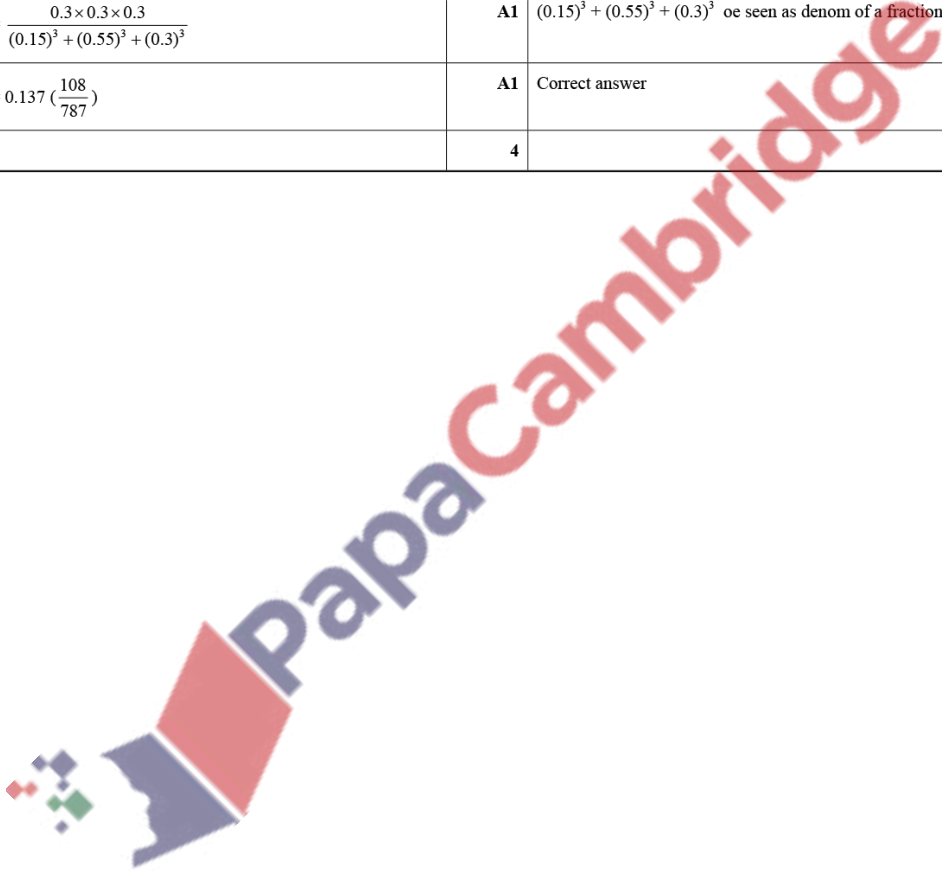 0.3 × 0.3 × 0.3 / (0.15)³ + (0.55)³ + (0.3)³
A1
(0.15)³ + (0.55)³ + (0.3)³ oe seen as denom of a fraction
0.137 (108/787)
A1
Correct answer
4
PapaCambridge